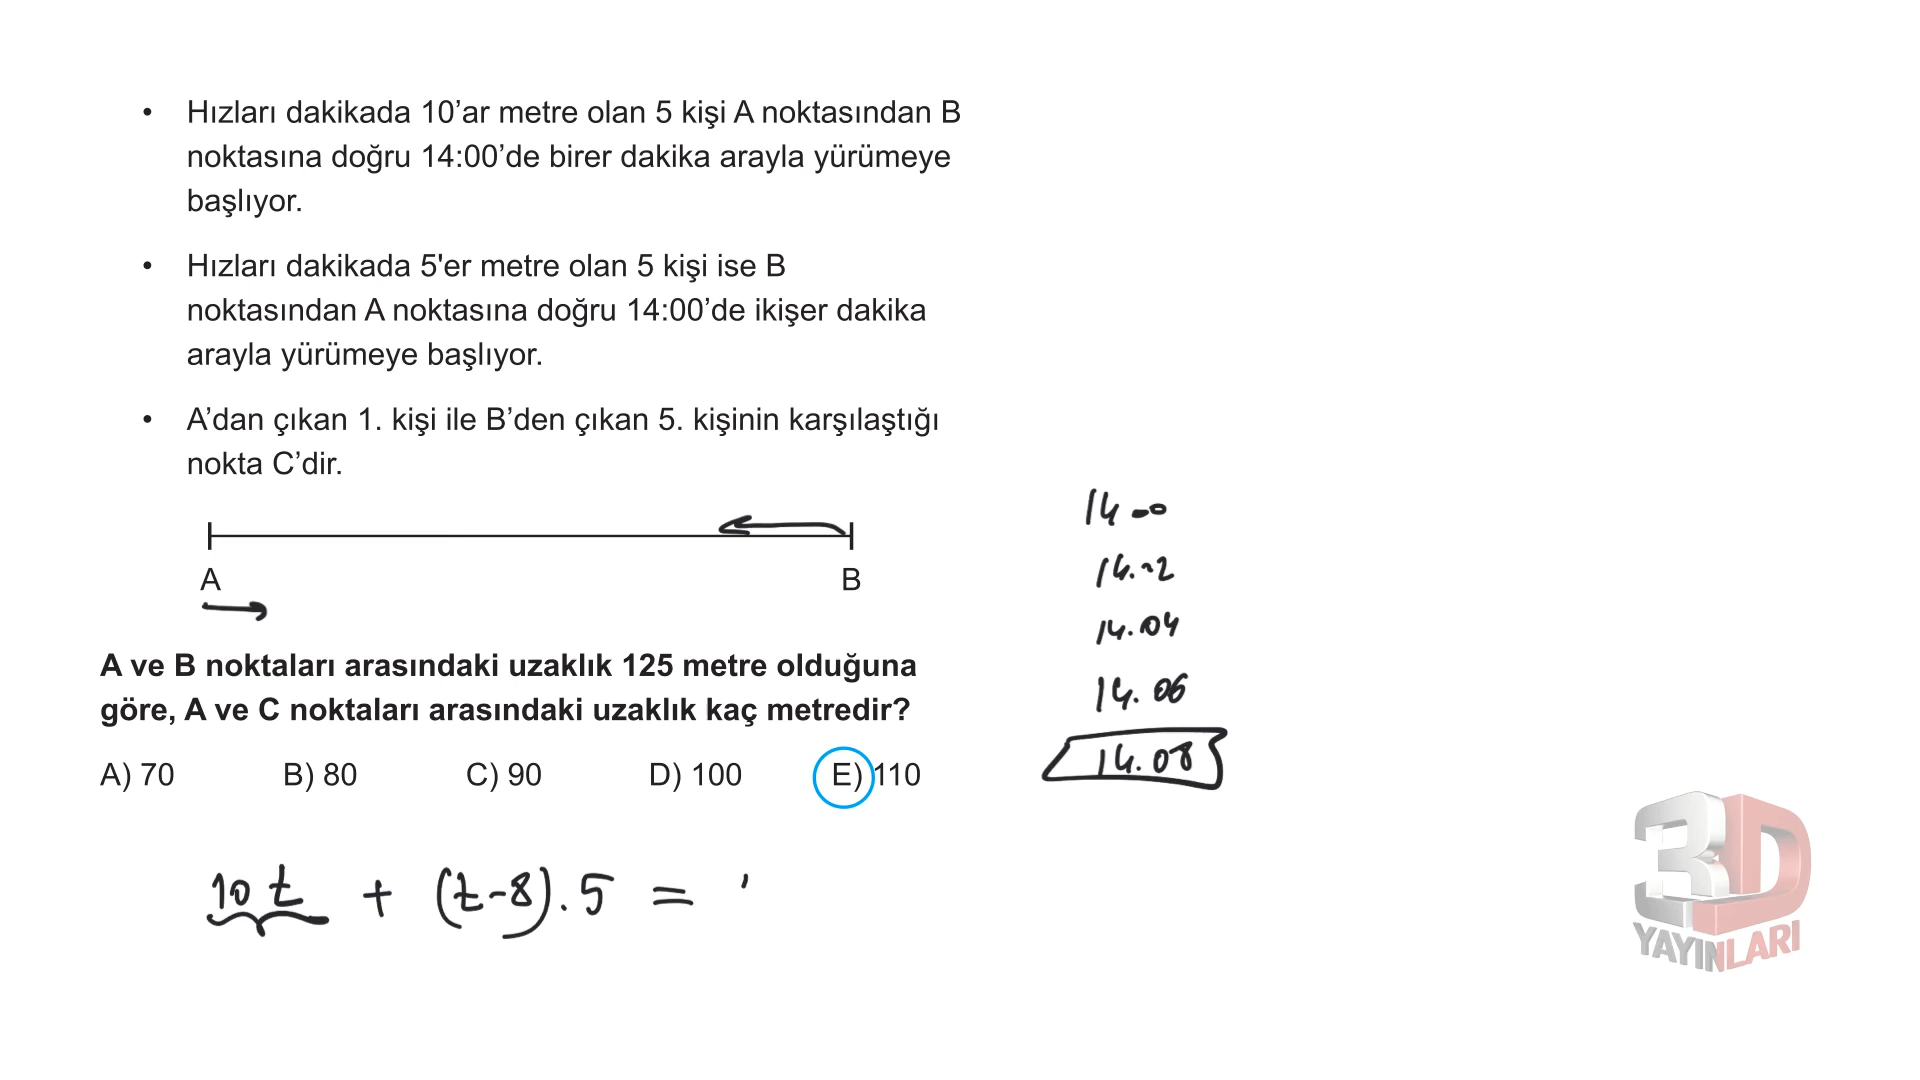 • Hızları dakikada 10’ar metre olan 5 kişi A noktasından B
noktasına doğru 14:00’de birer dakika arayla yürümeye
başlıyor.
• Hızları dakikada 5'er metre olan 5 kişi ise B
noktasından A noktasına doğru 14:00’de ikişer dakika
arayla yürümeye başlıyor.
• A’dan çıkan 1. kişi ile B’den çıkan 5. kişinin karşılaştığı
nokta C’dir.
A B
A ve B noktaları arasındaki uzaklık 125 metre olduğuna
göre, A ve C noktaları arasındaki uzaklık kaç metredir?
A) 70 B) 80 C) 90 D) 100 E) 110
14.00
14.02
14.04
14.06
14.08
10t + (t-8).5 =
3D
YAYINLARI